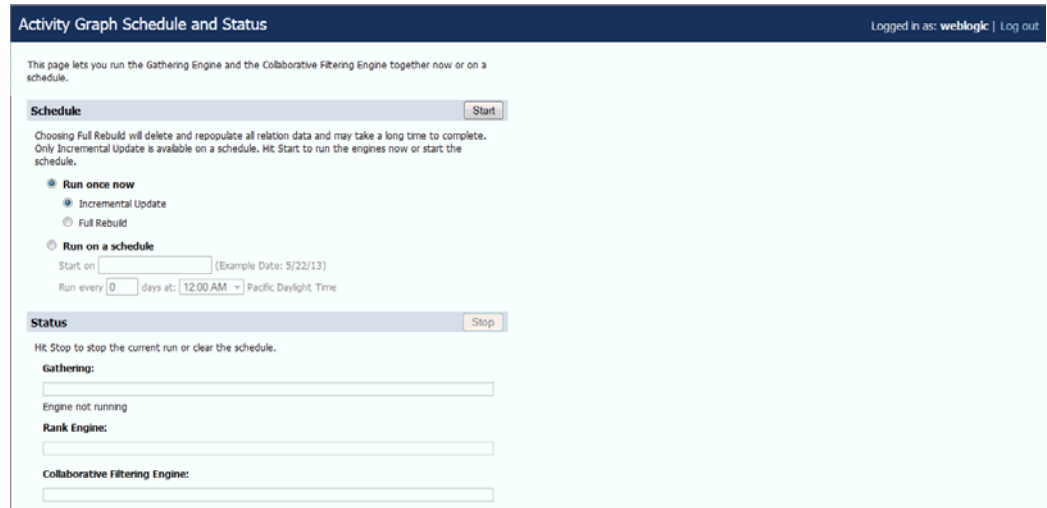 Activity Graph Schedule and Status
Logged in as: weblogic | Log out
This page lets you run the Gathering Engine and the Collaborative Filtering Engine together now or on a
schedule.
Schedule
Start
Choosing Full Rebuild will delete and repopulate all relation data and may take a long time to complete.
Only Incremental Update is available on a schedule. Hit Start to run the engines now or start the
schedule.
Run once now
Incremental Update
Full Rebuild
Run on a schedule
Start on (Example Date: 5/22/13)
Run every 0 days at: 12:00 AM Pacific Daylight Time
Status
Stop
Hit Stop to stop the current run or clear the schedule.
Gathering:
Engine not running
Rank Engine:
Collaborative Filtering Engine: